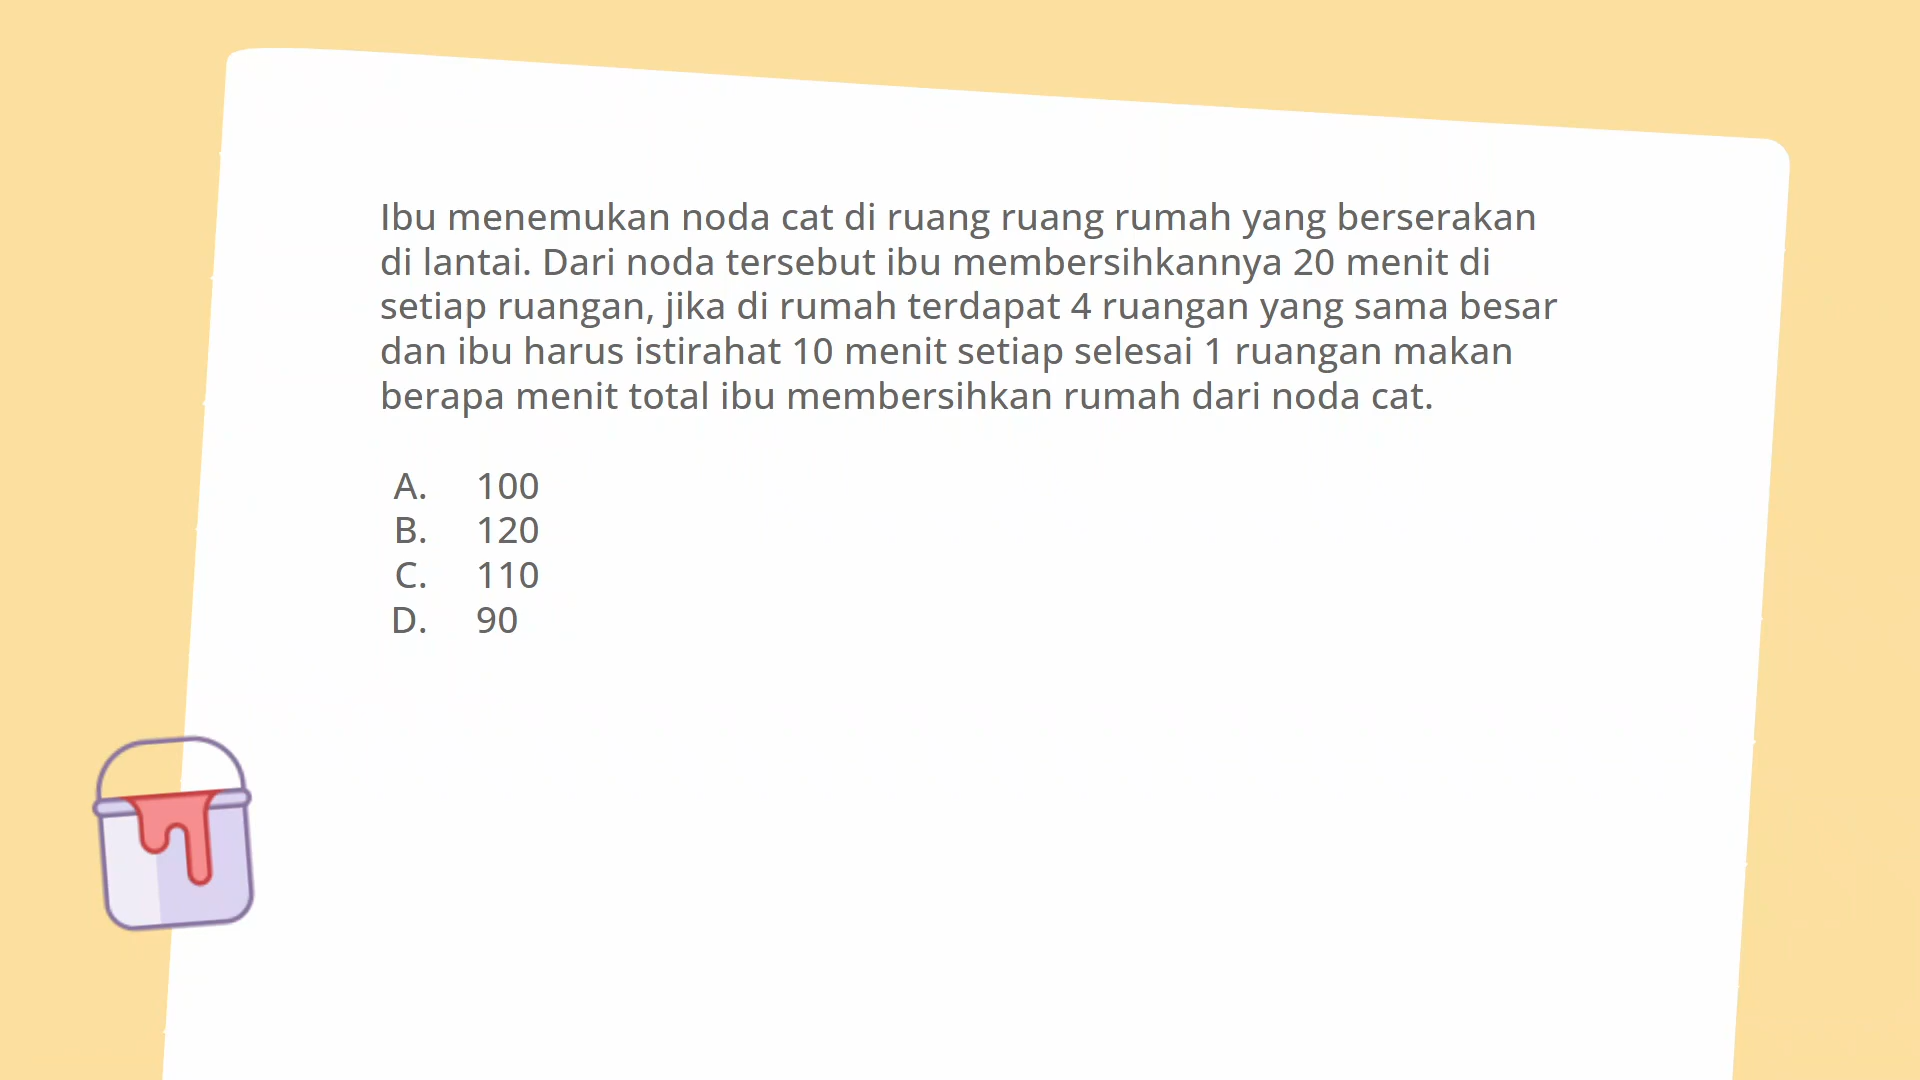 Ibu menemukan noda cat di ruang ruang rumah yang berserakan
di lantai. Dari noda tersebut ibu membersihkannya 20 menit di
setiap ruangan, jika di rumah terdapat 4 ruangan yang sama besar
dan ibu harus istirahat 10 menit setiap selesai 1 ruangan makan
berapa menit total ibu membersihkan rumah dari noda cat.
A. 100
B. 120
C. 110
D. 90